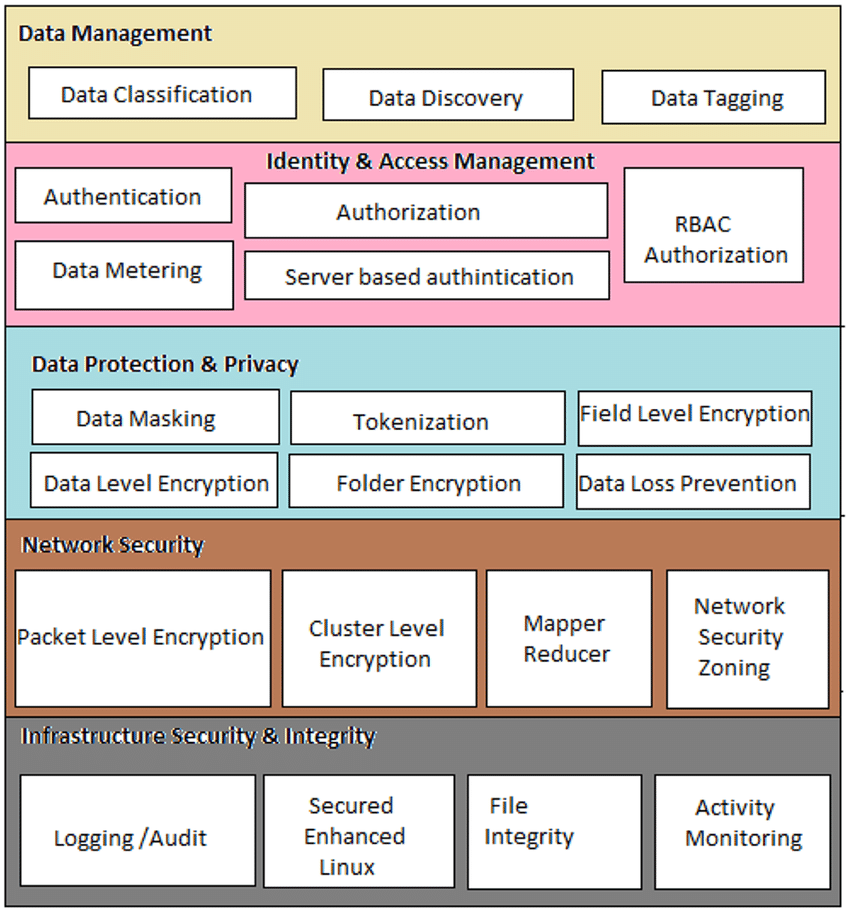 Data Management
Data Classification
Data Discovery
Data Tagging
Identity & Access Management
Authentication
Authorization
RBAC
Authorization
Data Metering
Server based authintication
Data Protection & Privacy
Data Masking
Tokenization
Field Level Encryption
Data Level Encryption
Folder Encryption
Data Loss Prevention
Network Security
Packet Level Encryption
Cluster Level
Encryption
Mapper
Reducer
Network
Security
Zoning
Infrastructure Security & Integrity
Logging /Audit
Secured
Enhanced
Linux
File
Integrity
Activity
Monitoring